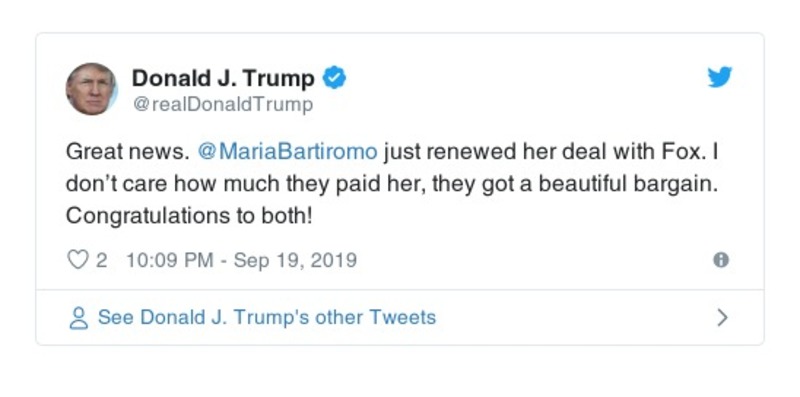 Donald J. Trump
@realDonaldTrump
Great news. @MariaBartiromo just renewed her deal with Fox. I
don’t care how much they paid her, they got a beautiful bargain.
Congratulations to both!
2 10:09 PM - Sep 19, 2019
See Donald J. Trump's other Tweets